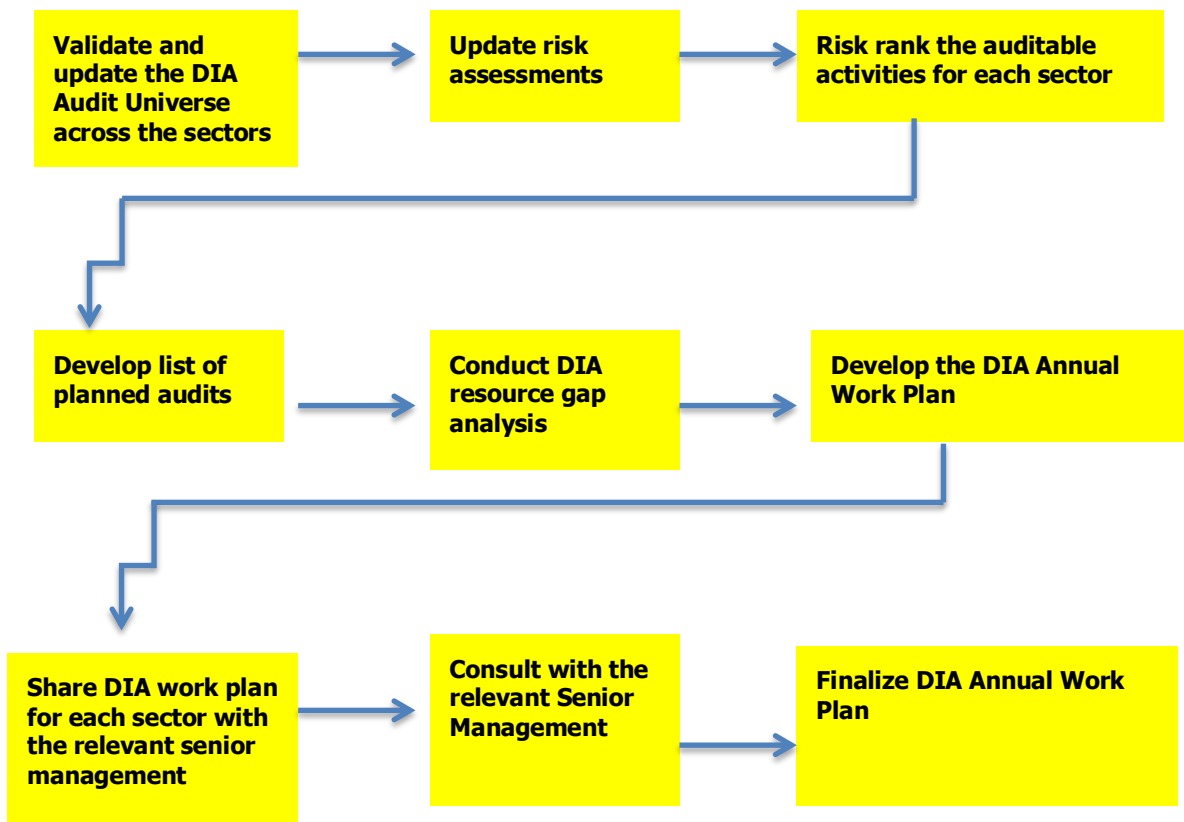 Validate and
update the DIA
Audit Universe
across the sectors
Update risk
assessments
Risk rank the auditable
activities for each sector
Develop list of
planned audits
Conduct DIA
resource gap
analysis
Develop the DIA Annual
Work Plan
Share DIA work plan
for each sector with
the relevant senior
management
Consult with the
relevant Senior
Management
Finalize DIA Annual Work
Plan